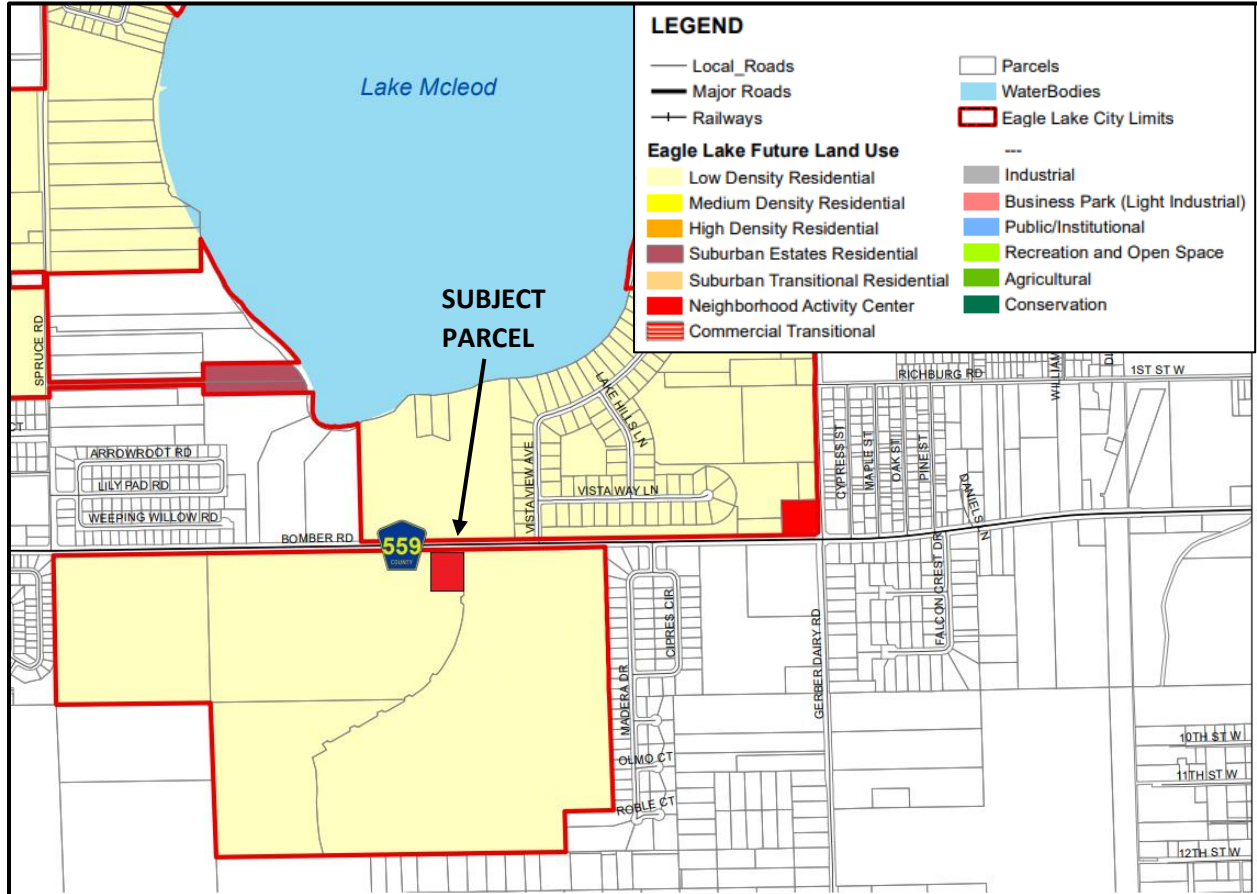 LEGEND
Local_Roads
Major Roads
Railways
Eagle Lake Future Land Use
Low Density Residential
Medium Density Residential
High Density Residential
Suburban Estates Residential
Suburban Transitional Residential
Neighborhood Activity Center
Commercial Transitional
Parcels
WaterBodies
Eagle Lake City Limits
---
Industrial
Business Park (Light Industrial)
Public/Institutional
Recreation and Open Space
Agricultural
Conservation
Lake Mcleod
SUBJECT
PARCEL
SPRUCE RD
CT
ARROWROOT RD
LILY PAD RD
WEEPING WILLOW RD
BOMBER RD
559
COUNTY
VISTA VIEW AVE
LAKE HILLS LN
VISTA WAY LN
RICHBURG RD
WILLIAM
1ST ST W
CYPRESS ST
MAPLE ST
OAK ST
PINE ST
DANIELS LN
FALCON CREST DR
GERBER DAIRY RD
CIPRES CIR
MADERA DR
OLMO CT
ROBLE CT
10TH ST W
11TH ST W
12TH ST W